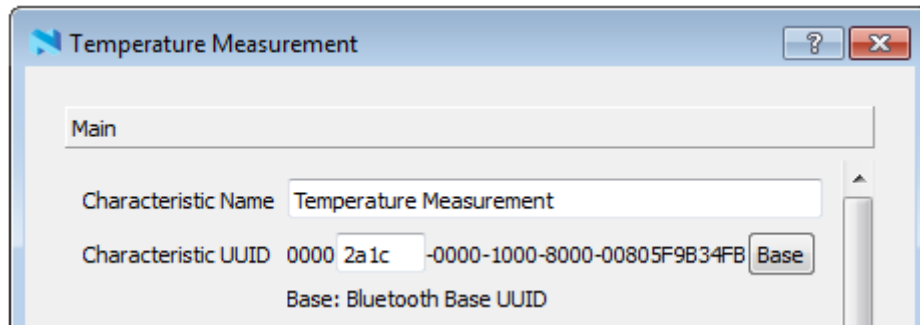 Temperature Measurement
Main
Characteristic Name Temperature Measurement
Characteristic UUID 0000 2a1c -0000-1000-8000-00805F9B34FB Base
Base: Bluetooth Base UUID